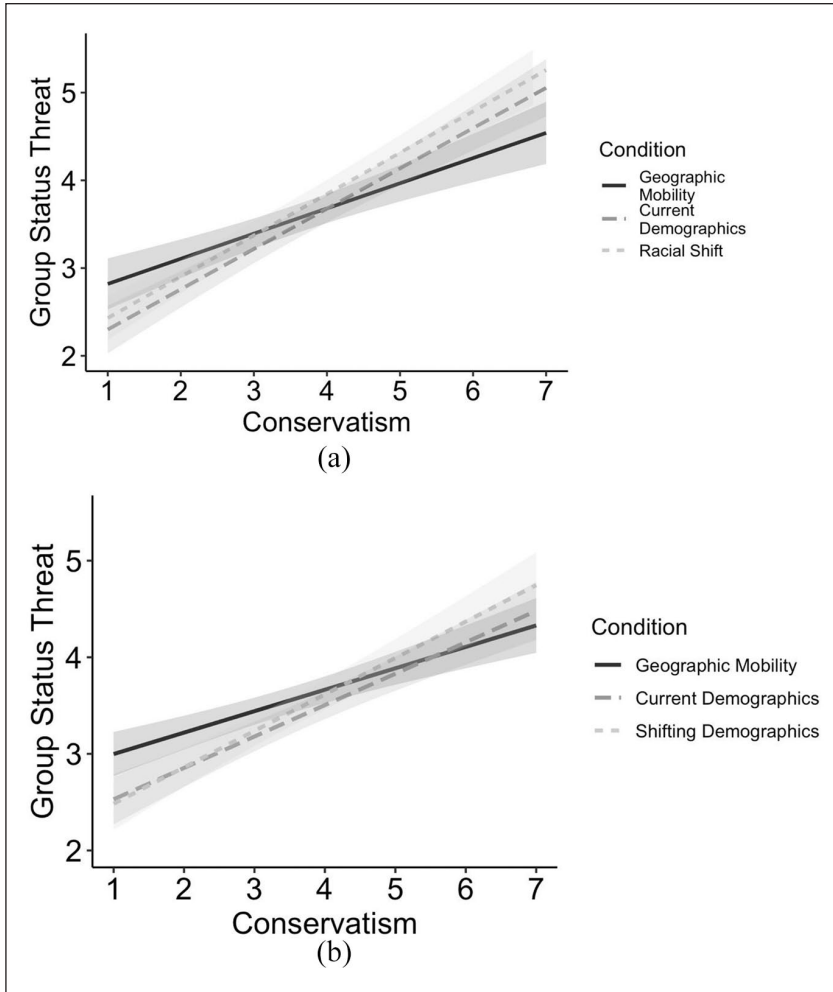 5
4
3
2
Group Status Threat
1 2 3 4 5 6 7
Conservatism
Condition
Geographic
Mobility
Current
Demographics
Racial Shift
(a)
5
4
3
2
Group Status Threat
1 2 3 4 5 6 7
Conservatism
Condition
Geographic Mobility
Current Demographics
Shifting Demographics
(b)